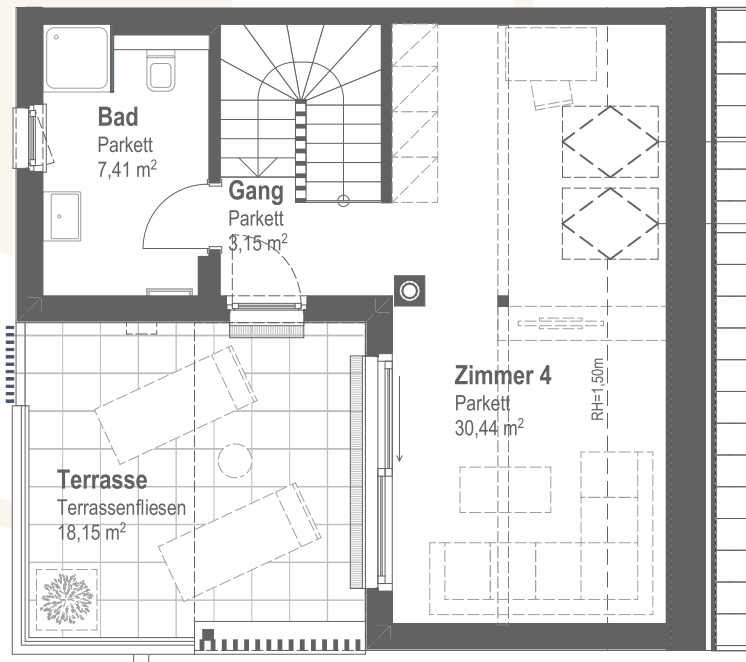 Bad
Parkett
7,41 m²
Gang
Parkett
3,15 m²
Zimmer 4
Parkett
30,44 m²
RH=1,50m
Terrasse
Terrassenfliesen
18,15 m²